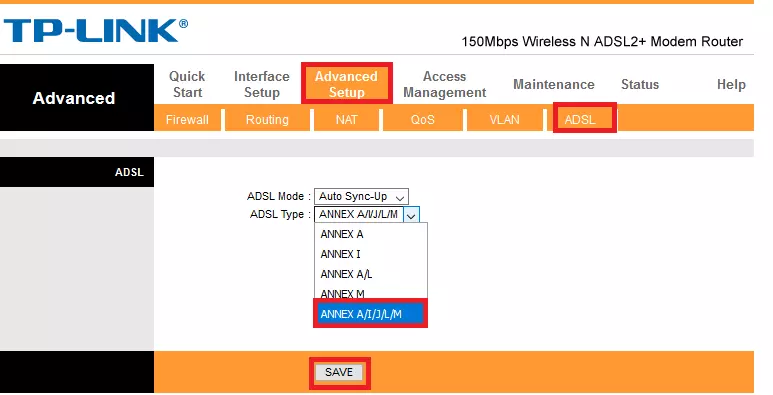 TP-LINK®
150Mbps Wireless N ADSL2+ Modem Router
Advanced
Quick Start
Interface Setup
Advanced Setup
Access Management
Maintenance
Status
Help
Firewall
Routing
NAT
QoS
VLAN
ADSL
ADSL
ADSL Mode : Auto Sync-Up
ADSL Type : ANNEX A/I/J/L/M
ANNEX A
ANNEX I
ANNEX A/L
ANNEX M
ANNEX A/I/J/L/M
SAVE